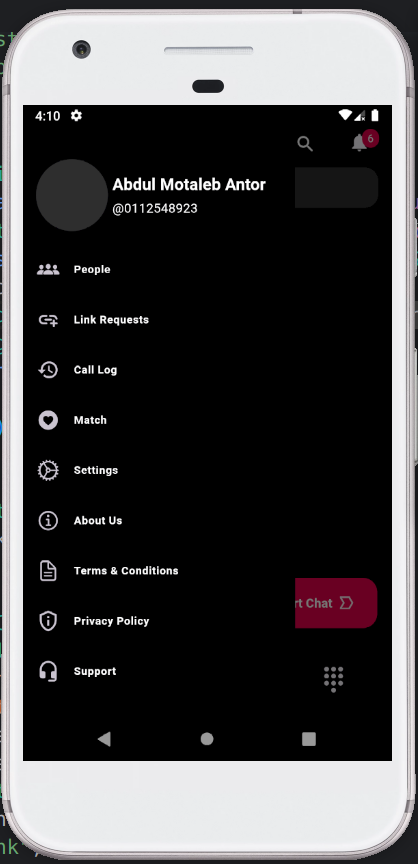 4:10
6
Abdul Motaleb Antor
@0112548923
People
Link Requests
Call Log
Match
Settings
About Us
Terms & Conditions
rt Chat
Privacy Policy
Support